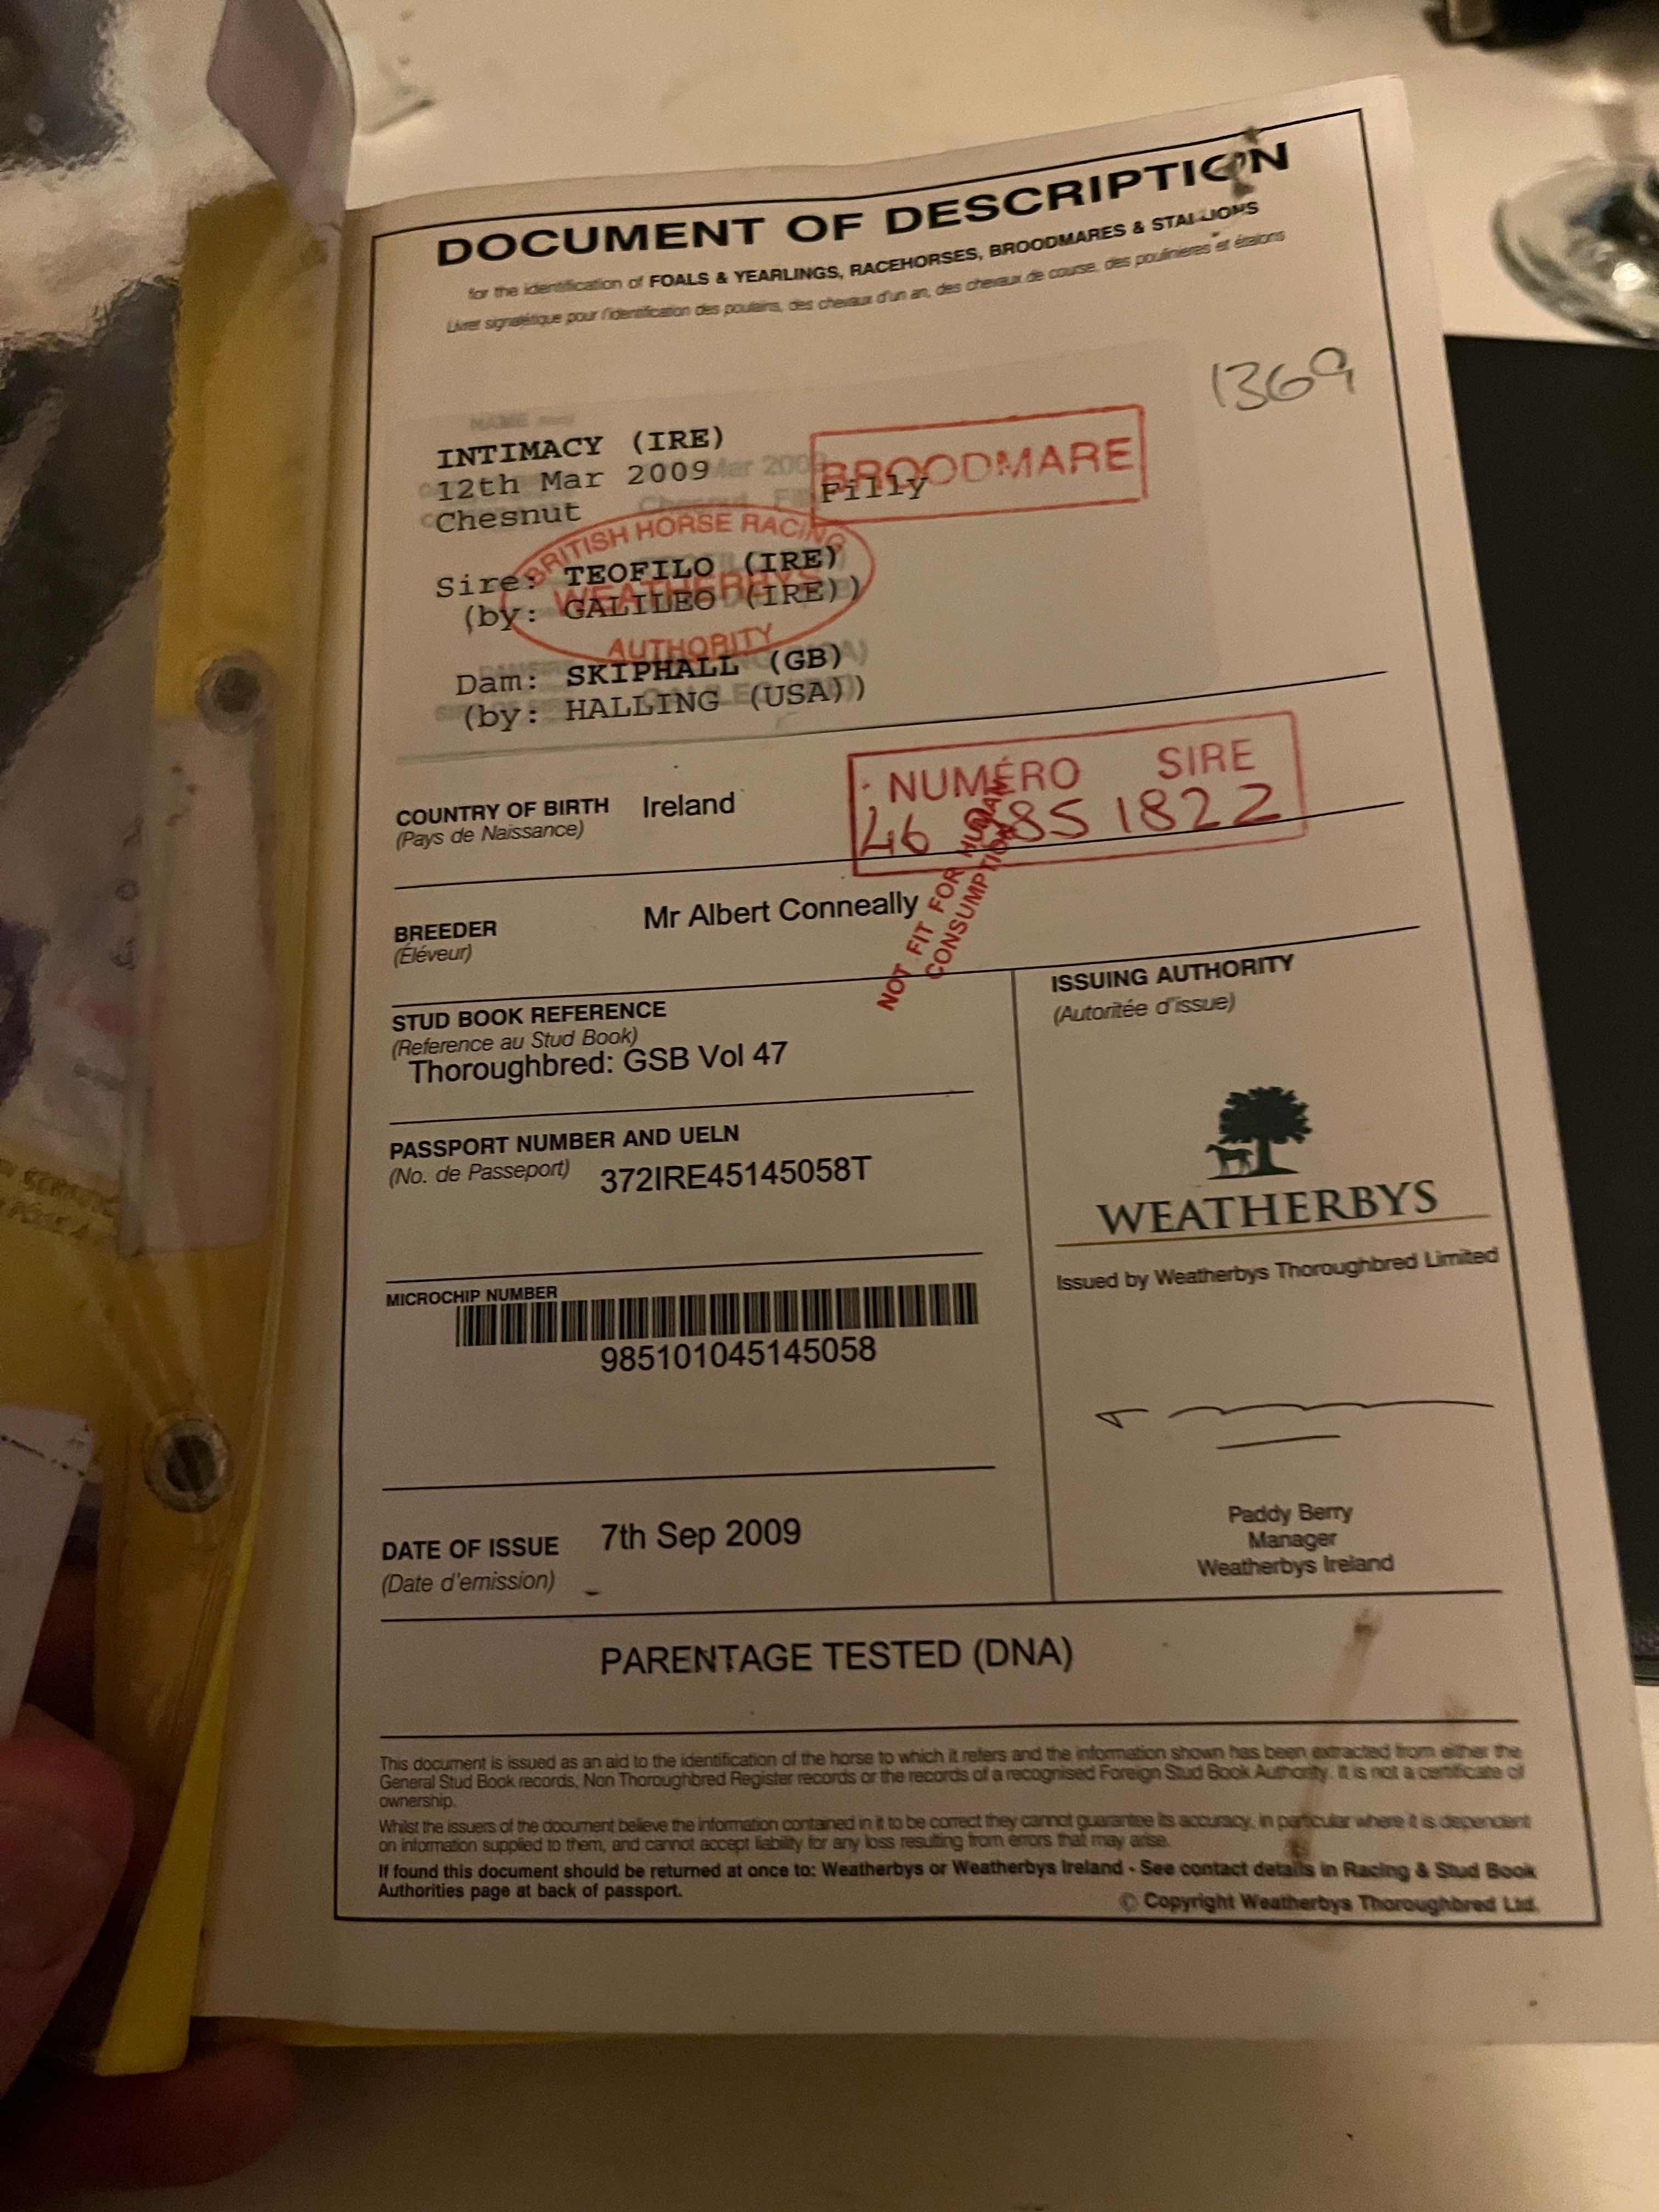 DOCUMENT OF DESCRIPTION
for the identification of FOALS & YEARLINGS, RACEHORSES, BROODMARES & STALLIONS
Livret signalétique pour l'identification des poulains, des chevaux d'un an, des chevaux de course, des poulinieres et étalons
1369
INTIMACY (IRE)
12th Mar 2009
BROODMARE
Filly
Chesnut
BRITISH HORSE RACING
WEATHERBYS
AUTHORITY
Sire: TEOFILO (IRE)
(by: GALILEO (IRE))
Dam: SKIPHALL (GB)
(by: HALLING (USA))
NUMÉRO SIRE
46 985 1822
COUNTRY OF BIRTH Ireland
(Pays de Naissance)
NOT FIT FOR HUMAN
CONSUMPTION
BREEDER Mr Albert Conneally
(Éléveur)
STUD BOOK REFERENCE
(Reference au Stud Book)
Thoroughbred: GSB Vol 47
ISSUING AUTHORITY
(Autoritée d'issue)
PASSPORT NUMBER AND UELN
(No. de Passeport) 372IRE45145058T
WEATHERBYS
Issued by Weatherbys Thoroughbred Limited
MICROCHIP NUMBER
985101045145058
DATE OF ISSUE 7th Sep 2009
(Date d'emission)
Paddy Berry
Manager
Weatherbys Ireland
PARENTAGE TESTED (DNA)
This document is issued as an aid to the identification of the horse to which it refers and the information shown has been extracted from either the
General Stud Book records, Non Thoroughbred Register records or the records of a recognised Foreign Stud Book Authority. It is not a certificate of
ownership.
Whilst the issuers of the document believe the information contained in it to be correct they cannot guarantee its accuracy, in particular where it is dependent
on information supplied to them, and cannot accept liability for any loss resulting from errors that may arise.
If found this document should be returned at once to: Weatherbys or Weatherbys Ireland - See contact details in Racing & Stud Book
Authorities page at back of passport.
© Copyright Weatherbys Thoroughbred Ltd.